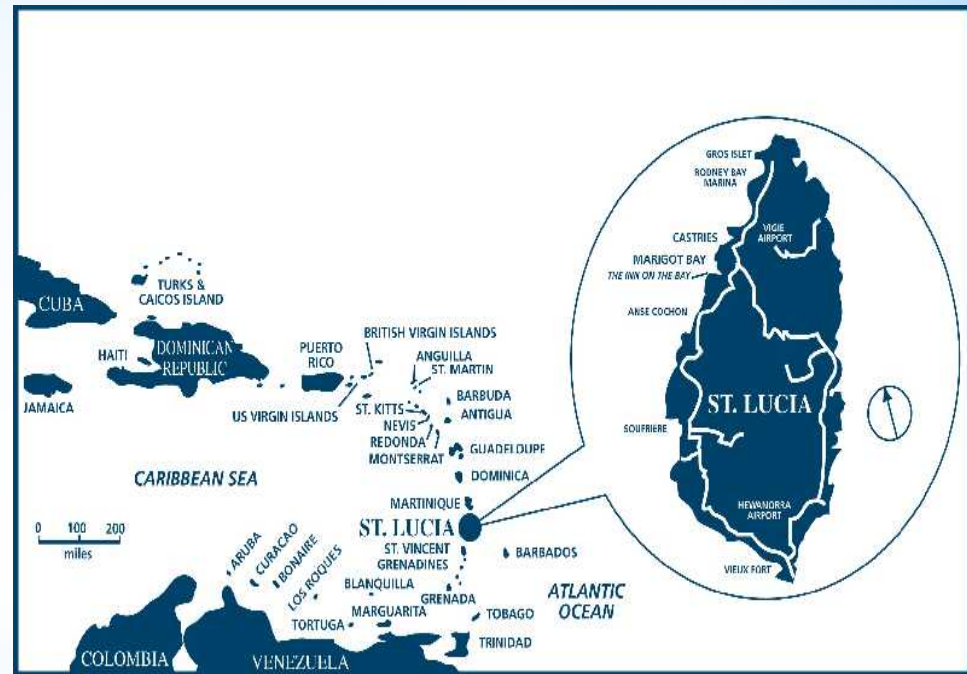 GROS ISLET
RODNEY BAY
MARINA
CASTRIES
VIGIE
AIRPORT
MARIGOT BAY
THE INN ON THE BAY
ANSE COCHON
ST. LUCIA
SOUFRIERE
HEWANORRA
AIRPORT
VIEUX FORT
CUBA
TURKS &
CAICOS ISLAND
HAITI
DOMINICAN
REPUBLIC
JAMAICA
PUERTO
RICO
BRITISH VIRGIN ISLANDS
US VIRGIN ISLANDS
ANGUILLA
ST. MARTIN
BARBUDA
ANTIGUA
ST. KITTS
NEVIS
REDONDA
MONTSERRAT
GUADELOUPE
DOMINICA
CARIBBEAN SEA
MARTINIQUE
ST. LUCIA
ST. VINCENT
GRENADINES
BARBADOS
0 100 200
miles
ARUBA
CURACAO
BONAIRE
LOS ROQUES
BLANQUILLA
GRENADA
ATLANTIC
OCEAN
MARGUARITA
TORTUGA
TOBAGO
TRINIDAD
COLOMBIA
VENEZUELA